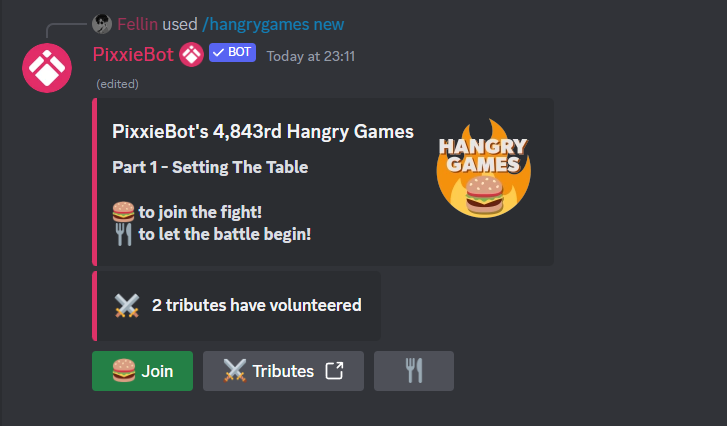 Fellin used /hangrygames new
PixxieBot BOT Today at 23:11
(edited)
PixxieBot's 4,843rd Hangry Games
HANGRY
GAMES
Part 1 - Setting The Table
to join the fight!
to let the battle begin!
2 tributes have volunteered
Join Tributes